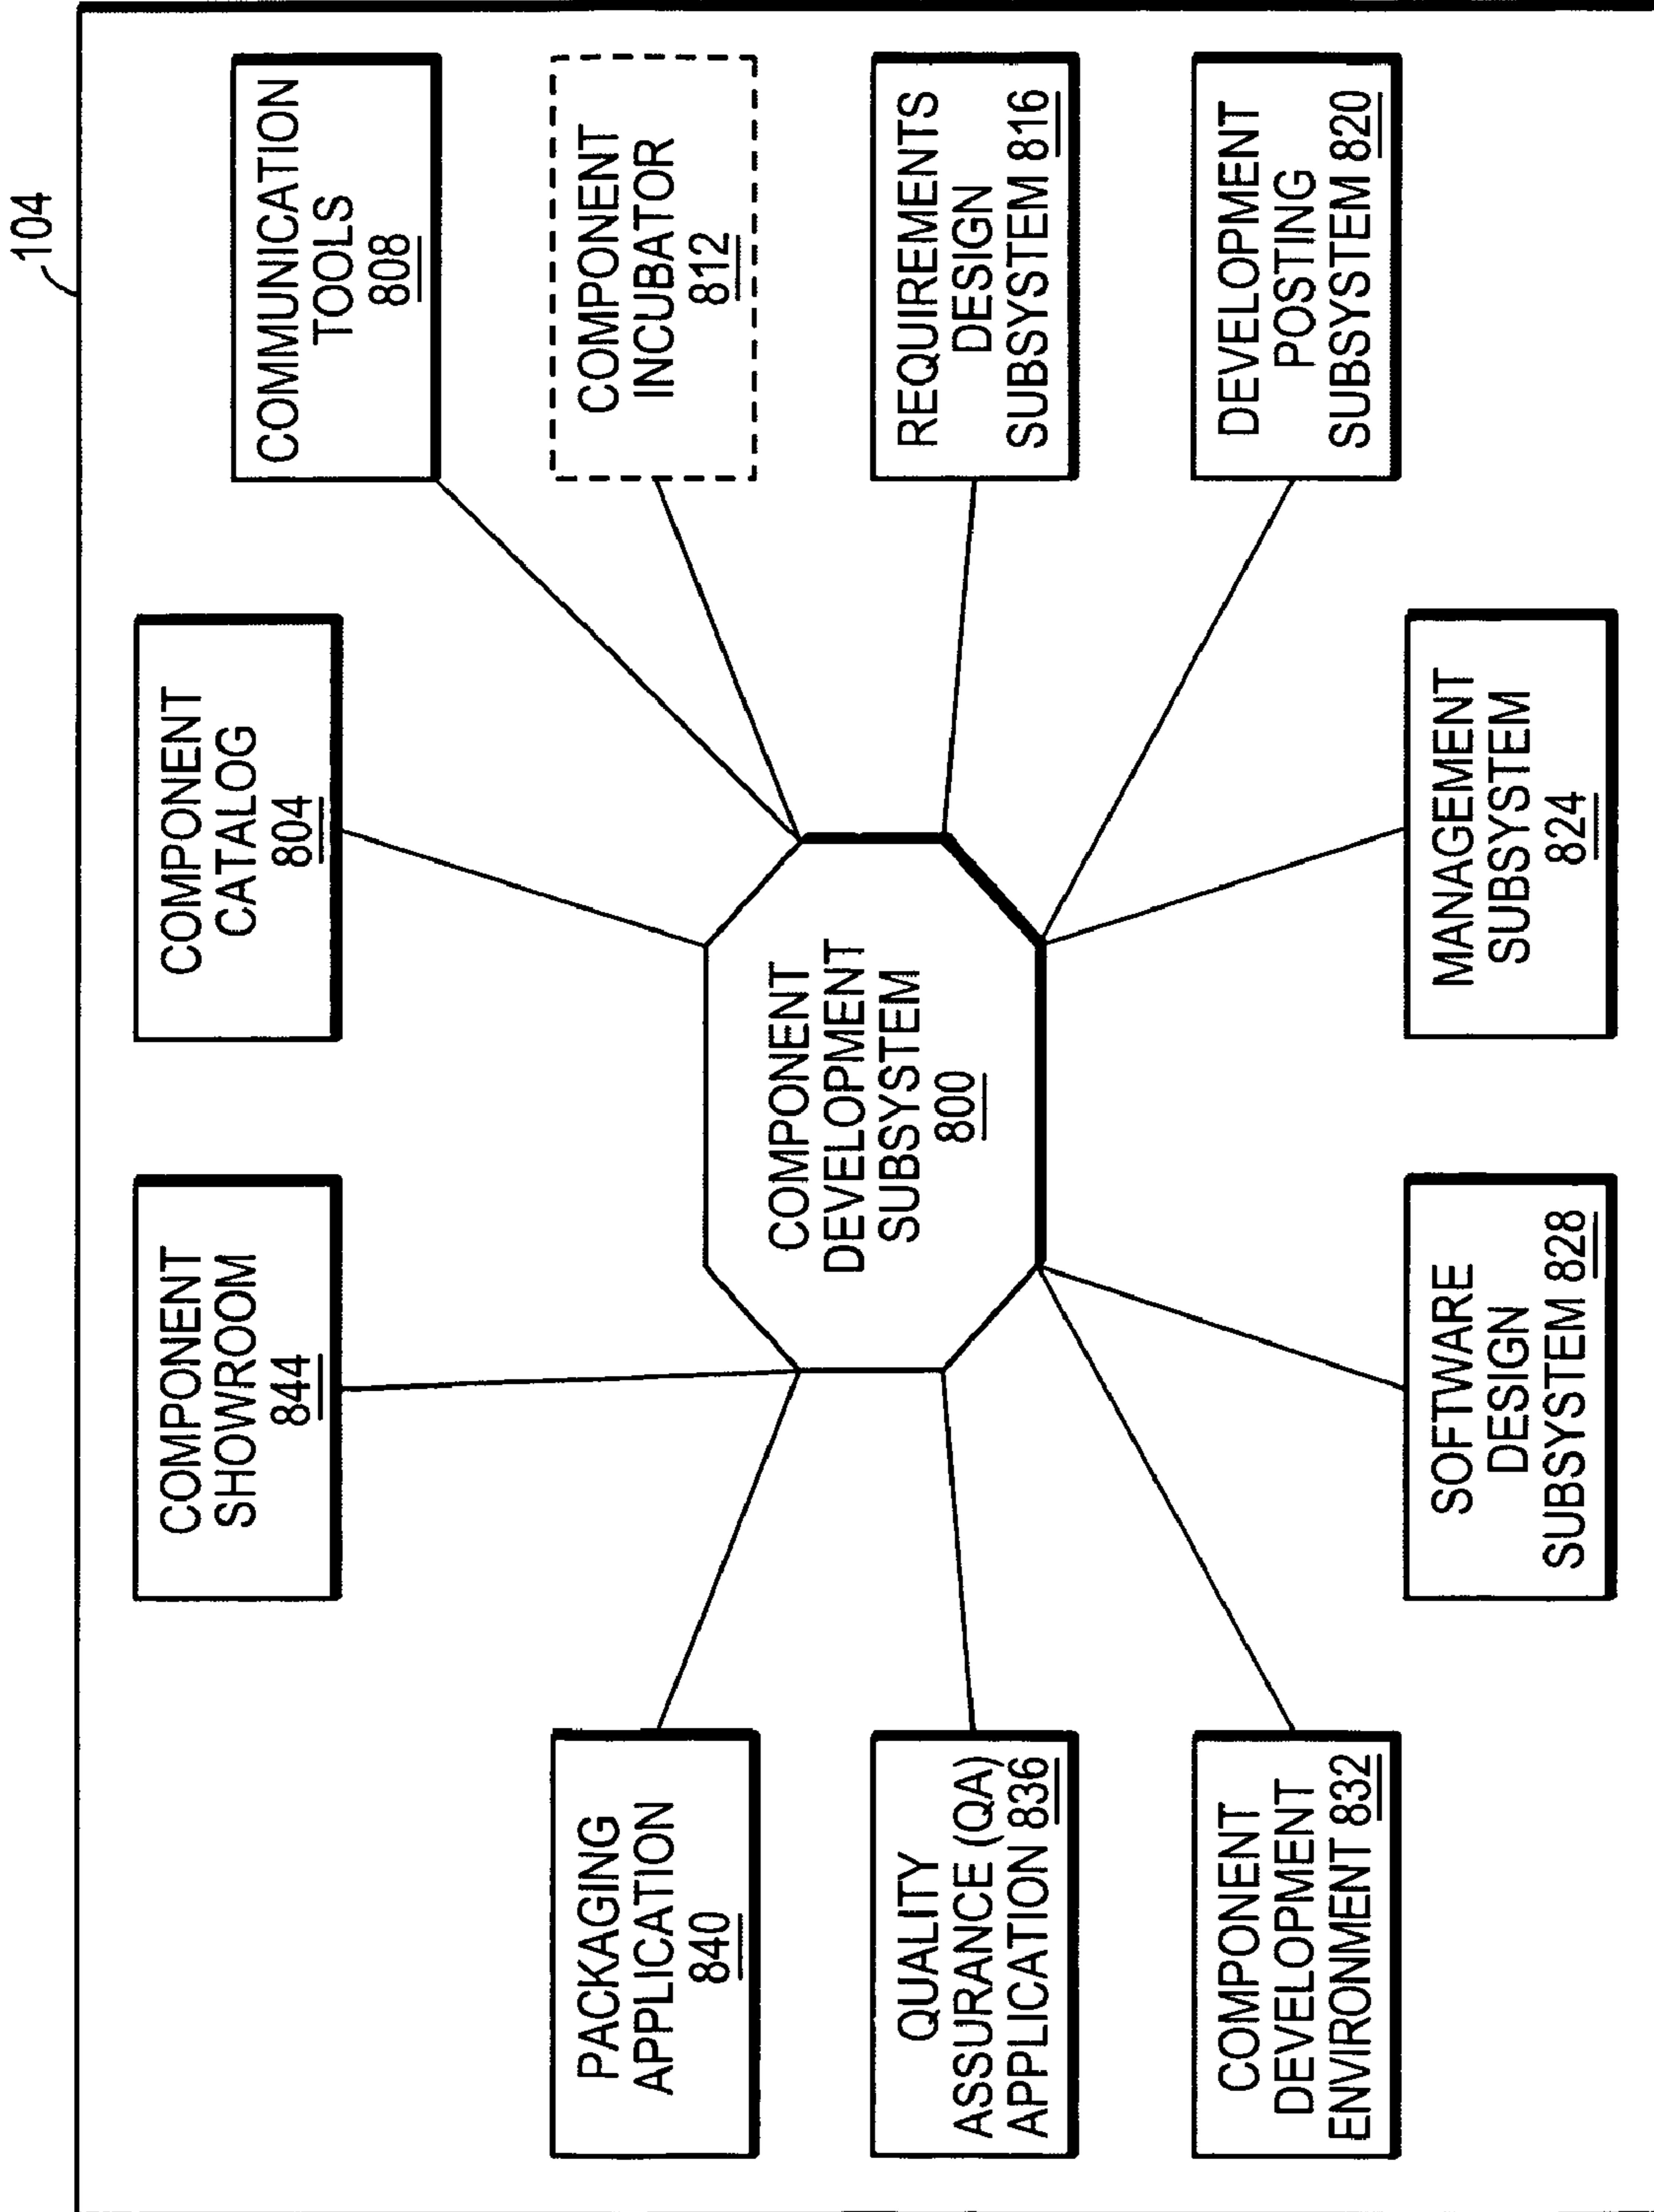 104
COMPONENT
SHOWROOM
844
COMPONENT
CATALOG
804
COMMUNICATION
TOOLS
808
PACKAGING
APPLICATION
840
COMPONENT
INCUBATOR
812
COMPONENT
DEVELOPMENT
SUBSYSTEM
800
QUALITY
ASSURANCE (QA)
APPLICATION 836
REQUIREMENTS
DESIGN
SUBSYSTEM 816
COMPONENT
DEVELOPMENT
ENVIRONMENT 832
DEVELOPMENT
POSTING
SUBSYSTEM 820
SOFTWARE
DESIGN
SUBSYSTEM 828
MANAGEMENT
SUBSYSTEM
824